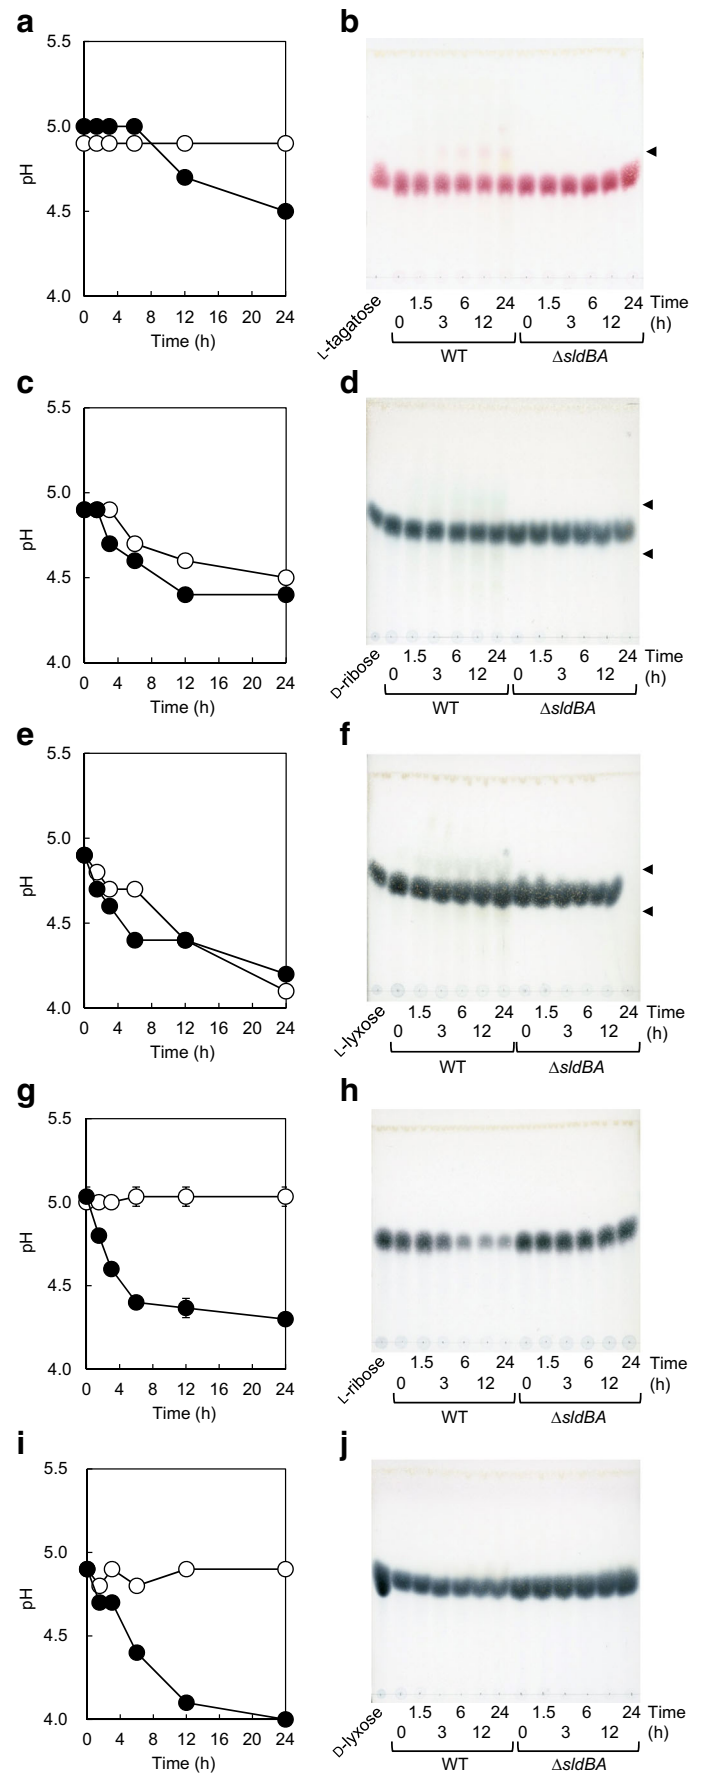 a
5.5
5.0
4.5
4.0
pH
0 4 8 12 16 20 24
Time (h)
b
L-tagatose
1.5 6 24 1.5 6 24 Time
0 3 12 0 3 12 (h)
WT ΔsldBA
c
5.5
5.0
4.5
4.0
pH
0 4 8 12 16 20 24
Time (h)
d
D-ribose
1.5 6 24 1.5 6 24 Time
0 3 12 0 3 12 (h)
WT ΔsldBA
e
5.5
5.0
4.5
4.0
pH
0 4 8 12 16 20 24
Time (h)
f
L-lyxose
1.5 6 24 1.5 6 24 Time
0 3 12 0 3 12 (h)
WT ΔsldBA
g
5.5
5.0
4.5
4.0
pH
0 4 8 12 16 20 24
Time (h)
h
L-ribose
1.5 6 24 1.5 6 24 Time
0 3 12 0 3 12 (h)
WT ΔsldBA
i
5.5
5.0
4.5
4.0
pH
0 4 8 12 16 20 24
Time (h)
j
D-lyxose
1.5 6 24 1.5 6 24 Time
0 3 12 0 3 12 (h)
WT ΔsldBA